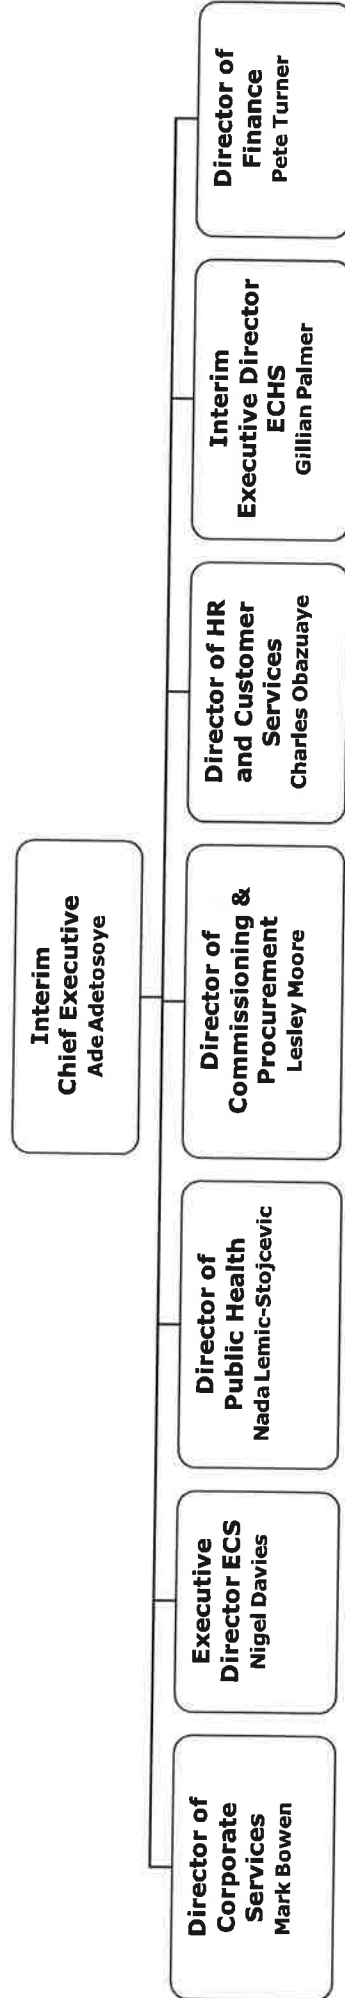 Interim
Chief Executive
Ade Adetosoye
Director of
Corporate
Services
Mark Bowen
Executive
Director ECS
Nigel Davies
Director of
Public Health
Nada Lemic-Stojcevic
Director of
Commissioning &
Procurement
Lesley Moore
Director of HR
and Customer
Services
Charles Obazuaye
Interim
Executive Director
ECHS
Gillian Palmer
Director of
Finance
Pete Turner